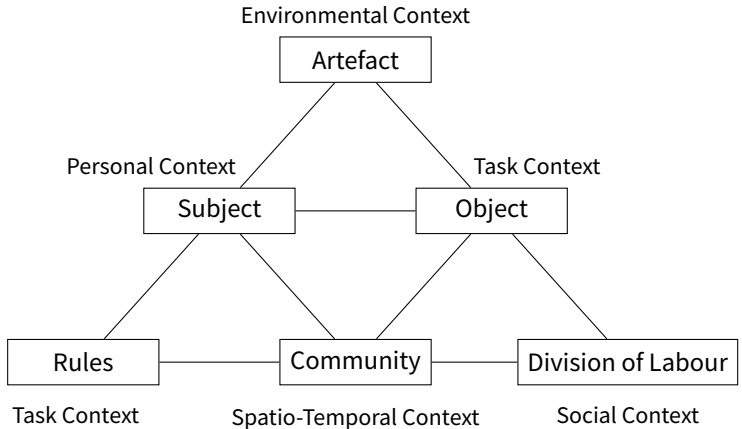 Environmental Context
Artefact
Personal Context
Task Context
Subject
Object
Rules
Community
Division of Labour
Task Context
Spatio-Temporal Context
Social Context